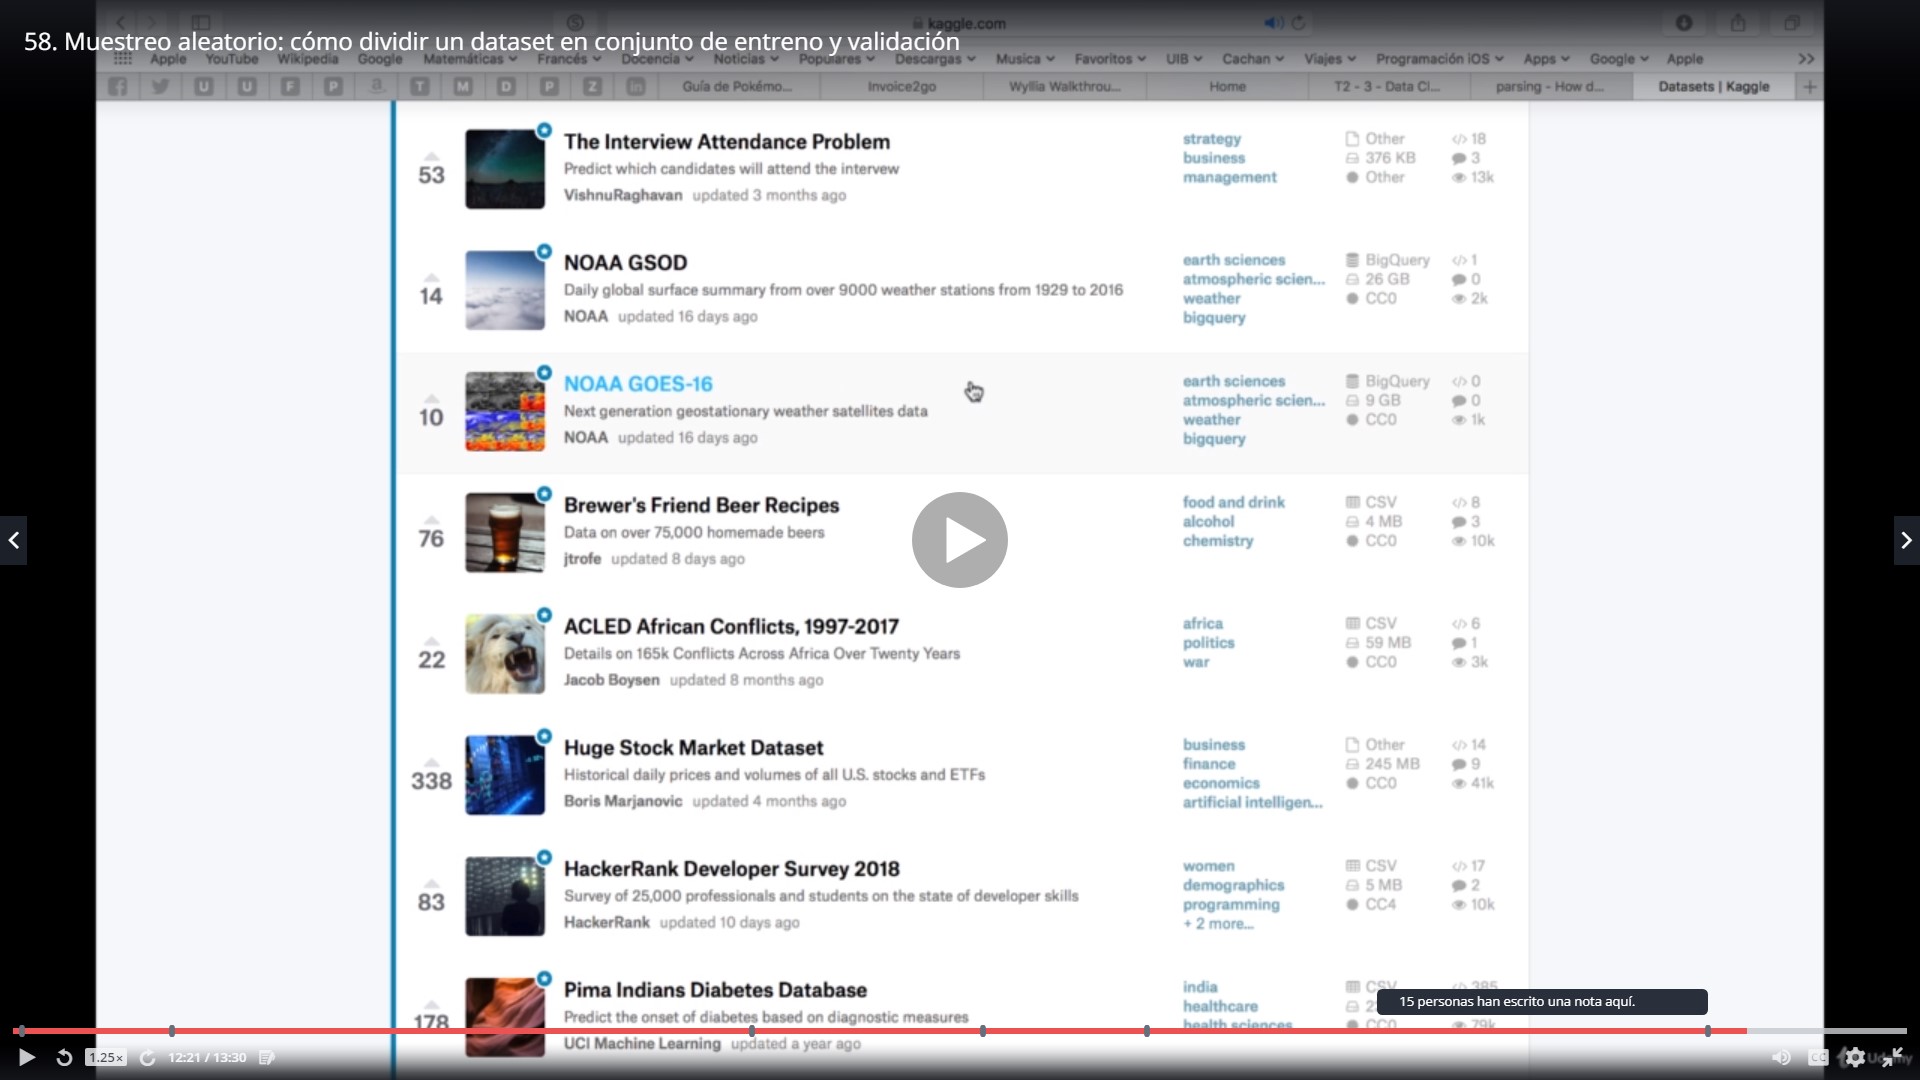 kaggle.com
58. Muestreo aleatorio: cómo dividir un dataset en conjunto de entreno y validación
Apple YouTube Wikipedia Google Matemáticas Francés Docencia Noticias Populares Descargas Musica Favoritos UIB Cachan Viajes Programación iOS Apps Google Apple
U U F P a T M D P Z in Guía de Pokémo... Invoice2go Wyllia Walkthrou... Home T2 - 3 - Data Cl... parsing - How d... Datasets | Kaggle +
53
The Interview Attendance Problem
Predict which candidates will attend the intervew
VishnuRaghavan updated 3 months ago
strategy
business
management
Other
376 KB
Other
18
3
13k
14
NOAA GSOD
Daily global surface summary from over 9000 weather stations from 1929 to 2016
NOAA updated 16 days ago
earth sciences
atmospheric scien...
weather
bigquery
BigQuery
26 GB
CC0
1
0
2k
10
NOAA GOES-16
Next generation geostationary weather satellites data
NOAA updated 16 days ago
earth sciences
atmospheric scien...
weather
bigquery
BigQuery
9 GB
CC0
0
0
1k
76
Brewer's Friend Beer Recipes
Data on over 75,000 homemade beers
jtrofe updated 8 days ago
food and drink
alcohol
chemistry
CSV
4 MB
CC0
8
3
10k
22
ACLED African Conflicts, 1997-2017
Details on 165k Conflicts Across Africa Over Twenty Years
Jacob Boysen updated 8 months ago
africa
politics
war
CSV
59 MB
CC0
6
1
3k
338
Huge Stock Market Dataset
Historical daily prices and volumes of all U.S. stocks and ETFs
Boris Marjanovic updated 4 months ago
business
finance
economics
artificial intelligen...
Other
245 MB
CC0
14
9
41k
83
HackerRank Developer Survey 2018
Survey of 25,000 professionals and students on the state of developer skills
HackerRank updated 10 days ago
women
demographics
programming
+ 2 more...
CSV
5 MB
CC4
17
2
10k
178
Pima Indians Diabetes Database
Predict the onset of diabetes based on diagnostic measures
UCI Machine Learning updated a year ago
india
healthcare
health sciences
CSV
CC0
385
79k
15 personas han escrito una nota aquí.
1.25x 12:21 / 13:30
CC
Udemy